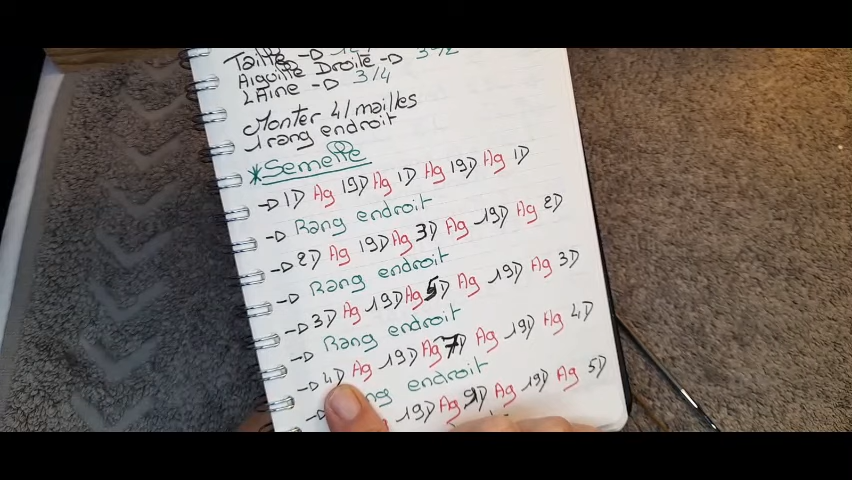 Taille -D
Aiguille Droite -D 3 1/2
LAine -D 3/4
Monter 41 mailles
1 rang endroit
*Semelle
-D 1D Ag 19D Ag 1D Ag 19D Ag 1D
-D Rang endroit
-D 2D Ag 19D Ag 3D Ag 19D Ag 2D
-D Rang endroit
-D 3D Ag 19D Ag 5D Ag 19D Ag 3D
-D Rang endroit
-D 4D Ag 19D Ag 7D Ag 19D Ag 4D
endroit
19D Ag 9D Ag 19D Ag 5D